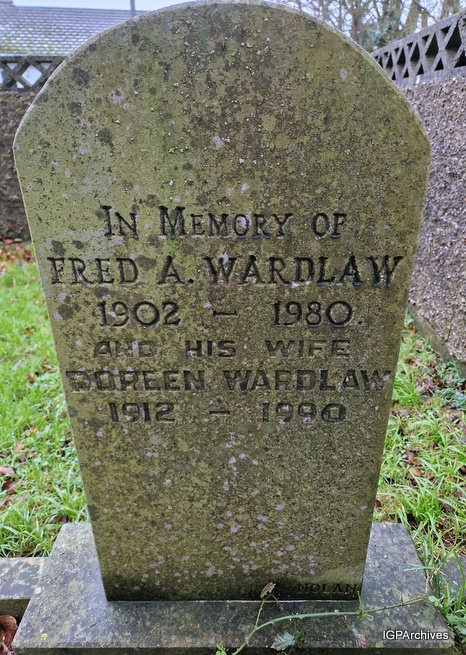 IN MEMORY OF
FRED A. WARDLAW
1902 – 1980.
AND HIS WIFE
DOREEN WARDLAW
1912 – 1990
NOLAN
IGPArchives